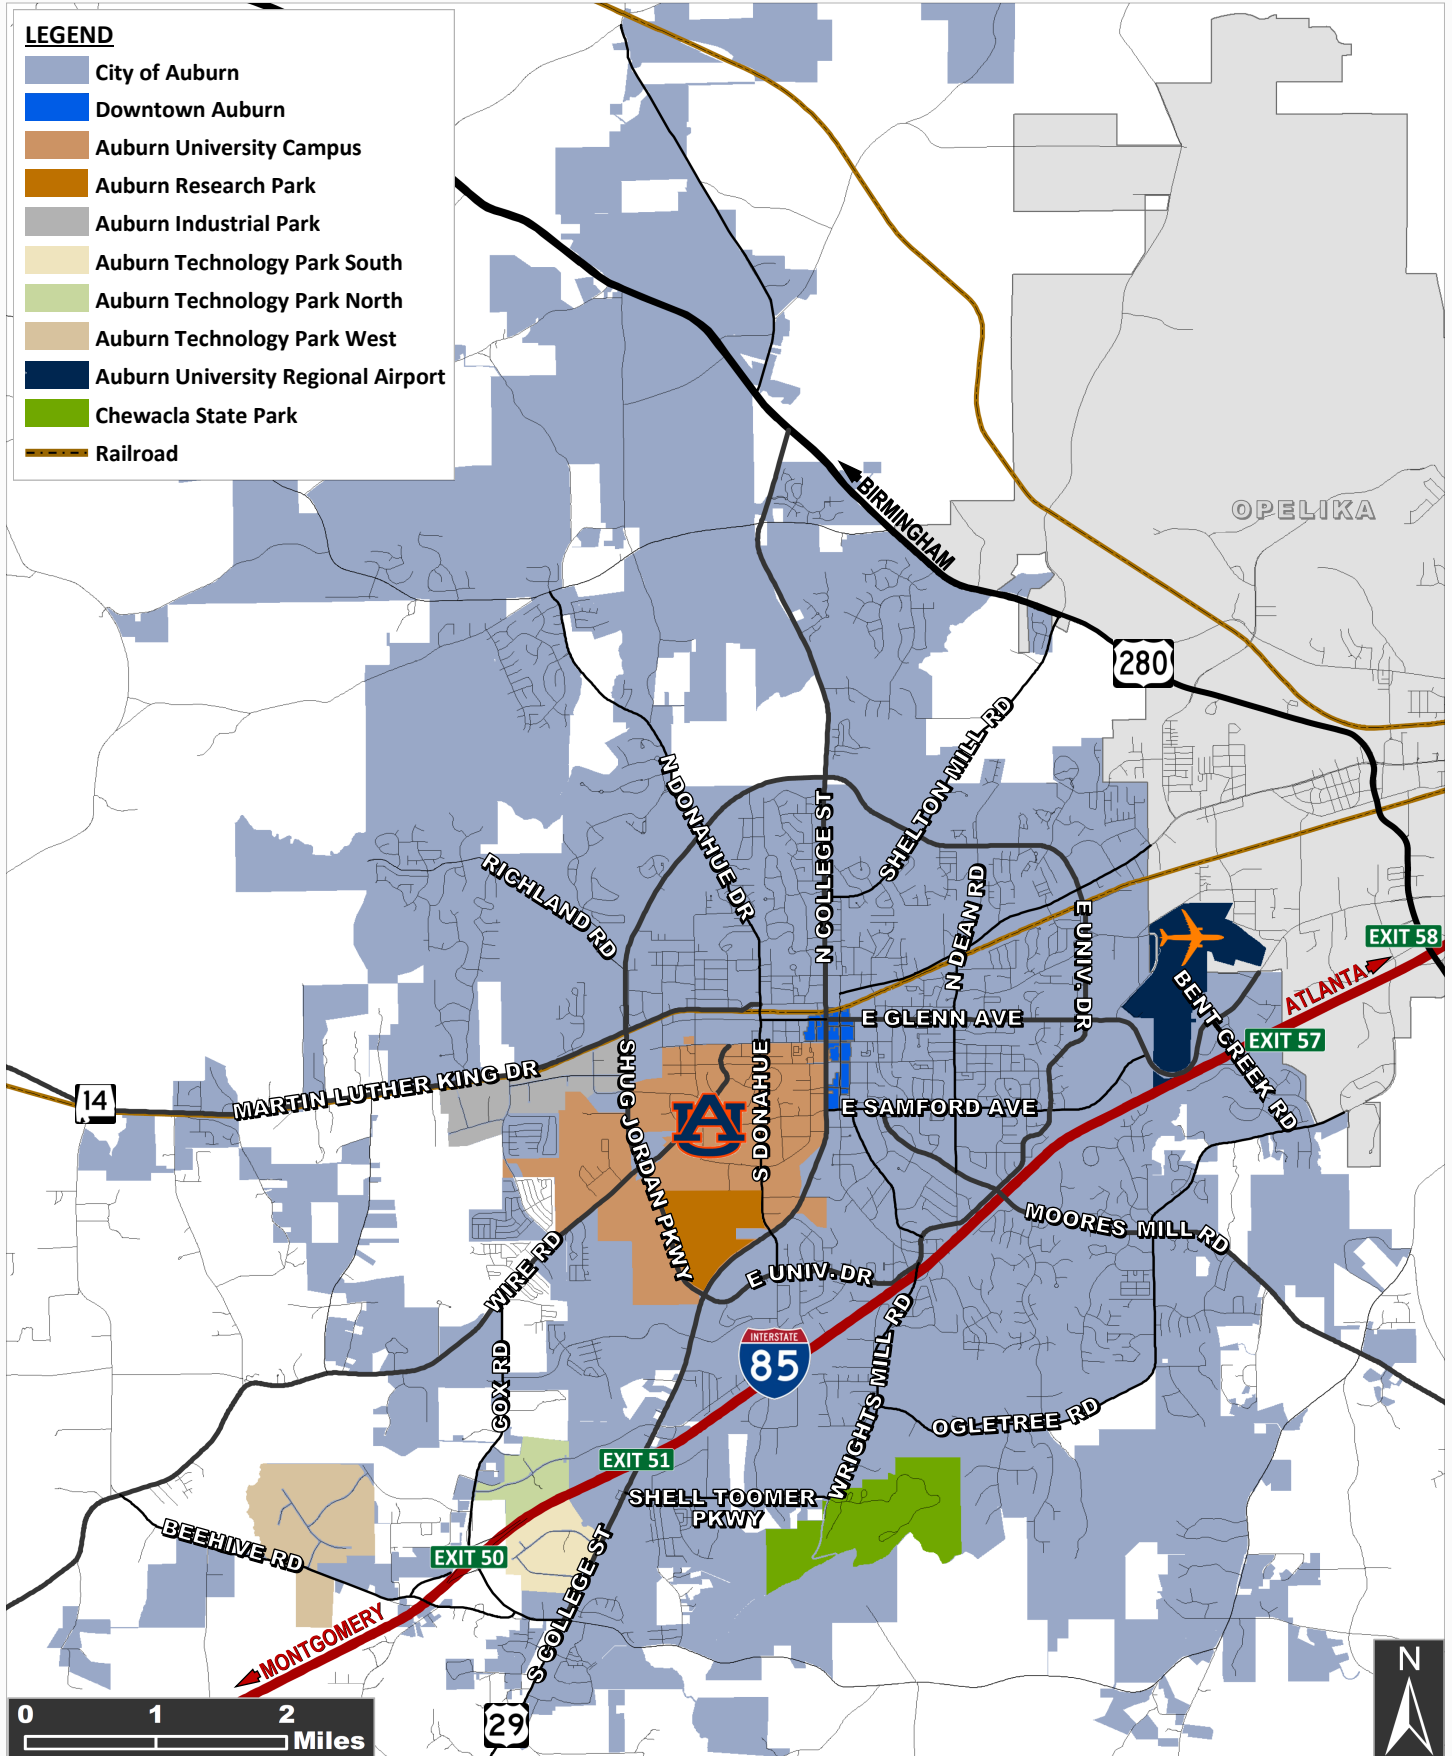 LEGEND
City of Auburn
Downtown Auburn
Auburn University Campus
Auburn Research Park
Auburn Industrial Park
Auburn Technology Park South
Auburn Technology Park North
Auburn Technology Park West
Auburn University Regional Airport
Chewacla State Park
Railroad
BIRMINGHAM
OPELIKA
280
SHELTON MILL RD
N DONAHUE DR
N COLLEGE ST
RICHLAND RD
N DEAN RD
E UNIV. DR
EXIT 58
ATLANTA
BENT CREEK RD
E GLENN AVE
EXIT 57
SHUG JORDAN PKWY
S DONAHUE
MARTIN LUTHER KING DR
14
AU
E SAMFORD AVE
MOORES MILL RD
WIRE RD
E UNIV. DR
INTERSTATE
85
WRIGHTS MILL RD
COX RD
OGLETREE RD
EXIT 51
SHELL TOOMER
PKWY
BEEHIVE RD
EXIT 50
S COLLEGE ST
MONTGOMERY
29
N
0 1 2
Miles